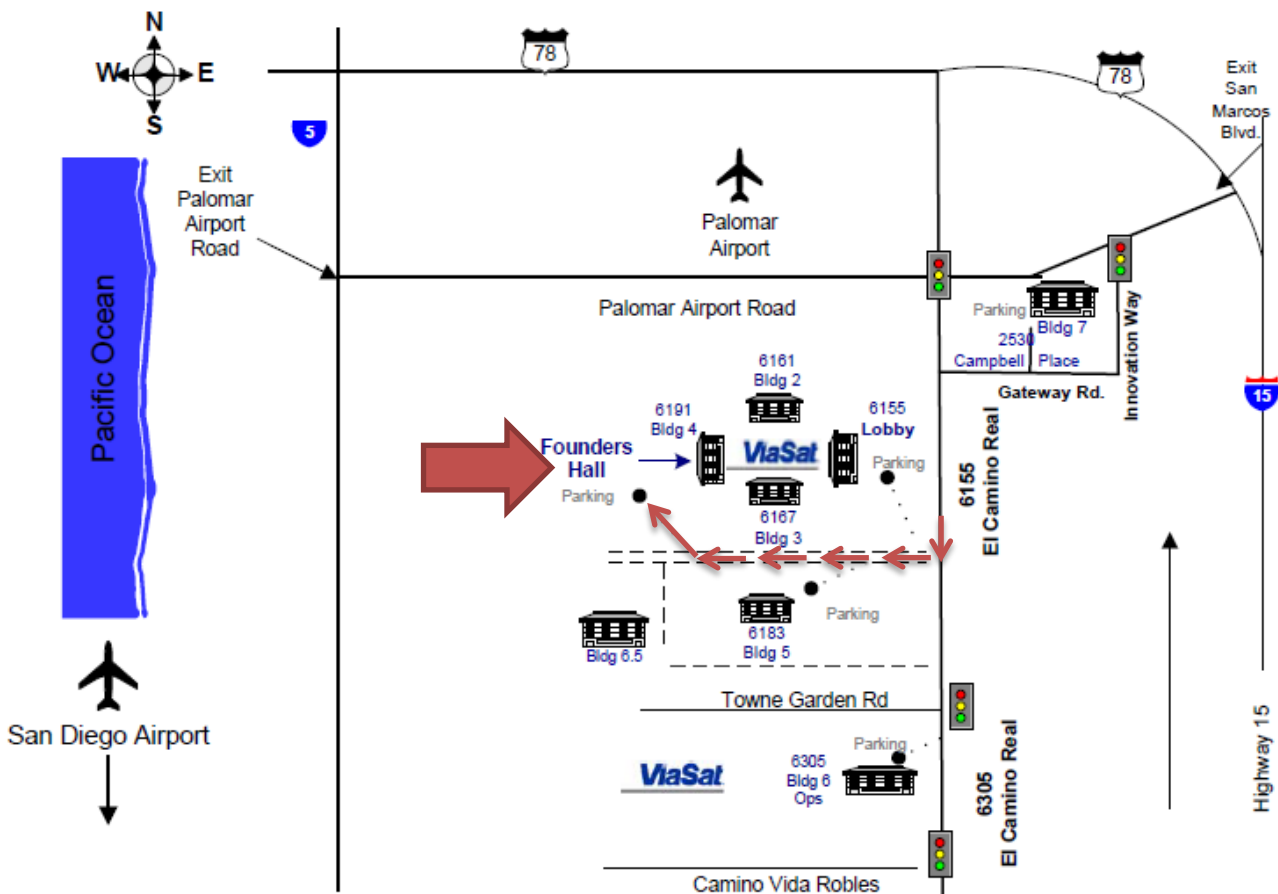 N
W
E
S
78
78
Exit
San
Marcos
Blvd.
5
Exit
Palomar
Airport
Road
Palomar
Airport
Pacific Ocean
Palomar Airport Road
Parking
Bldg 7
2530
Campbell Place
Gateway Rd.
Innovation Way
15
6161
Bldg 2
6191
Bldg 4
6155
Lobby
Founders
Hall
ViaSat
Parking
Parking
6167
Bldg 3
6155
El Camino Real
Parking
6183
Bldg 5
Bldg 6.5
Towne Garden Rd
San Diego Airport
Parking
ViaSat
6305
Bldg 6
Ops
6305
El Camino Real
Highway 15
Camino Vida Robles